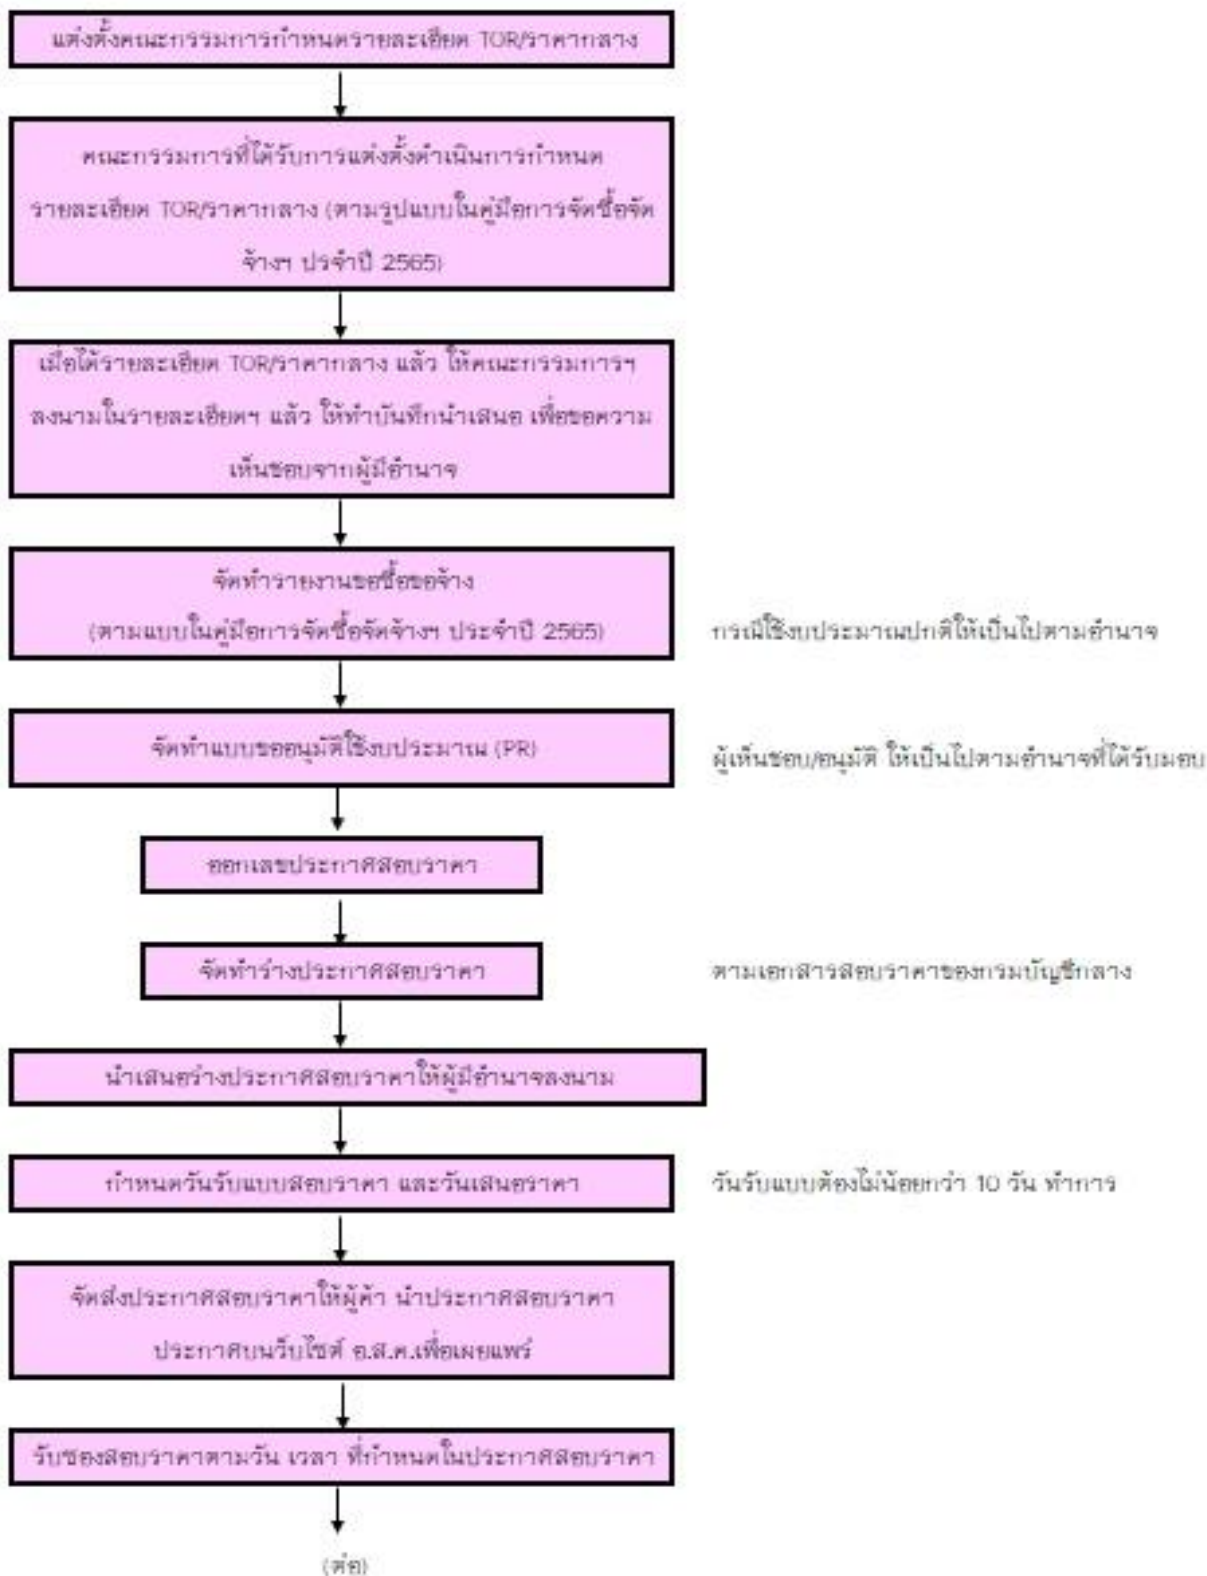 แต่งตั้งคณะกรรมการกำหนดรายละเอียด TOR/ราคากลาง
คณะกรรมการที่ได้รับการแต่งตั้งดำเนินการกำหนด
รายละเอียด TOR/ราคากลาง (ตามรูปแบบในคู่มือการจัดซื้อจัด
จ้างฯ ปรจำปี 2565)
เมื่อได้รายละเอียด TOR/ราคากลาง แล้ว ให้คณะกรรมการฯ
ลงนามในรายละเอียดฯ แล้ว ให้ทำบันทึกนำเสนอ เพื่อขอความ
เห็นชอบจากผู้มีอำนาจ
จัดทำรายงานขอซื้อขอจ้าง
(ตามแบบในคู่มือการจัดซื้อจัดจ้างฯ ประจำปี 2565)
กรณีใช้งบประมาณปกติให้เป็นไปตามอำนาจ
จัดทำแบบขออนุมัติใช้งบประมาณ (PR)
ผู้เห็นชอบ/อนุมัติ ให้เป็นไปตามอำนาจที่ได้รับมอบ
ออกเลขประกาศสอบราคา
จัดทำร่างประกาศสอบราคา
ตามเอกสารสอบราคาของกรมบัญชีกลาง
นำเสนอร่างประกาศสอบราคาให้ผู้มีอำนาจลงนาม
กำหนดวันรับแบบสอบราคา และวันเสนอราคา
วันรับแบบต้องไม่น้อยกว่า 10 วัน ทำการ
จัดส่งประกาศสอบราคาให้ผู้ค้า นำประกาศสอบราคา
ประกาศบนเว็บไซต์ อ.ส.ค.เพื่อเผยแพร่
รับซองสอบราคาตามวัน เวลา ที่กำหนดในประกาศสอบราคา
(ต่อ)